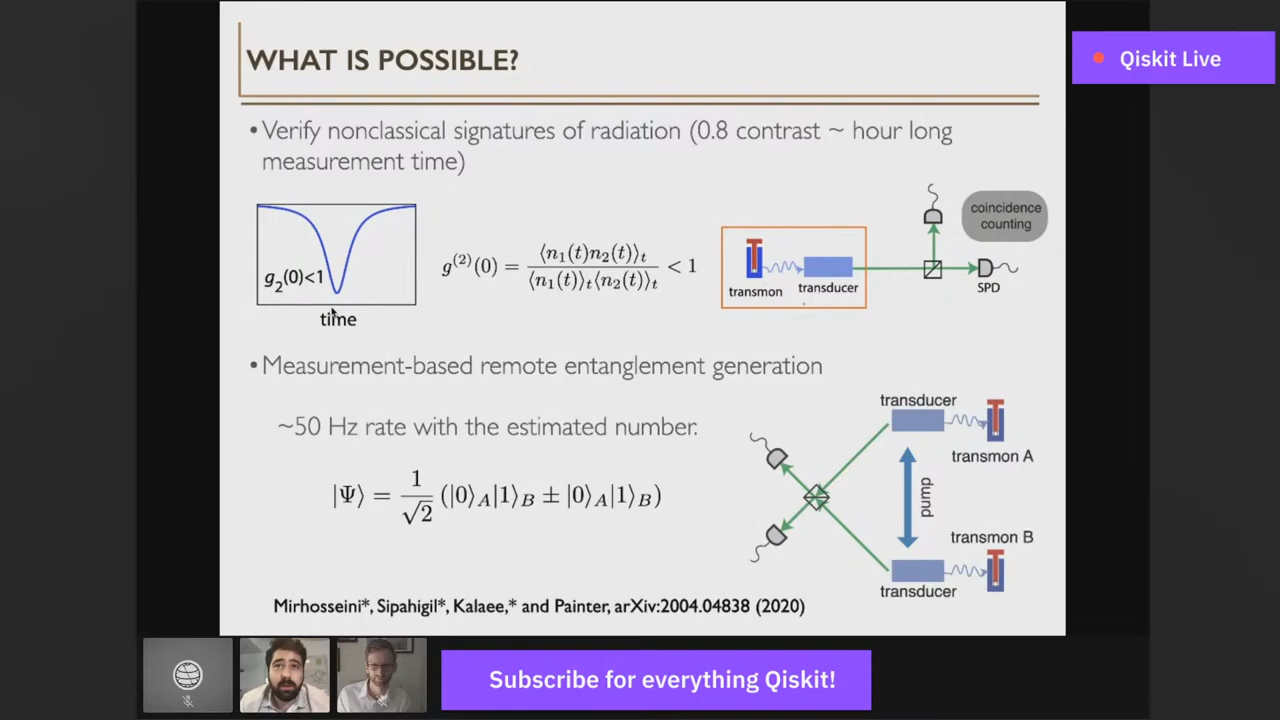 WHAT IS POSSIBLE?
Qiskit Live
• Verify nonclassical signatures of radiation (0.8 contrast ~ hour long
measurement time)
g₂(0)<1
time
g⁽²⁾(0) = ⟨n₁(t)n₂(t)⟩ₜ / ⟨n₁(t)⟩ₜ⟨n₂(t)⟩ₜ < 1
transmon
transducer
coincidence
counting
SPD
• Measurement-based remote entanglement generation
~50 Hz rate with the estimated number.
|Ψ⟩ = 1/√2 (|0⟩A|1⟩B ± |0⟩A|1⟩B)
transducer
transmon A
pump
transmon B
transducer
Mirhosseini*, Sipahigil*, Kalaee,* and Painter, arXiv:2004.04838 (2020)
Subscribe for everything Qiskit!